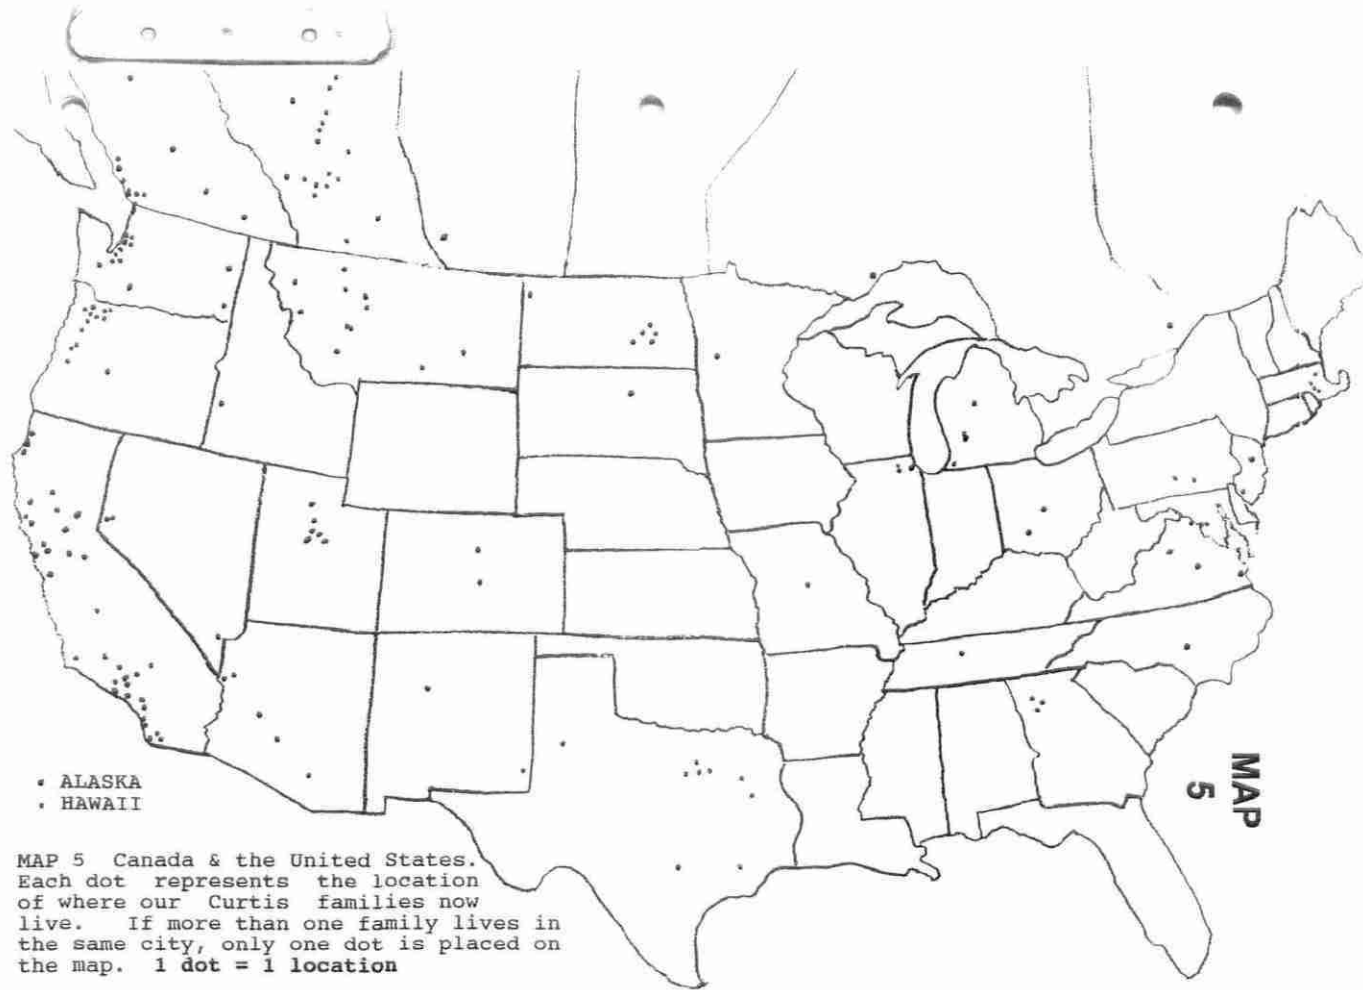 • ALASKA
• HAWAII
MAP 5 Canada & the United States.
Each dot represents the location
of where our Curtis families now
live. If more than one family lives in
the same city, only one dot is placed on
the map. 1 dot = 1 location
MAP
5